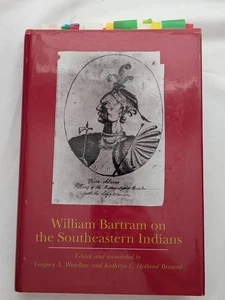 William Bartram on
the Southeastern Indians
Edited and annotated by
Gregory A. Waselkov and Kathryn E. Holland Braund